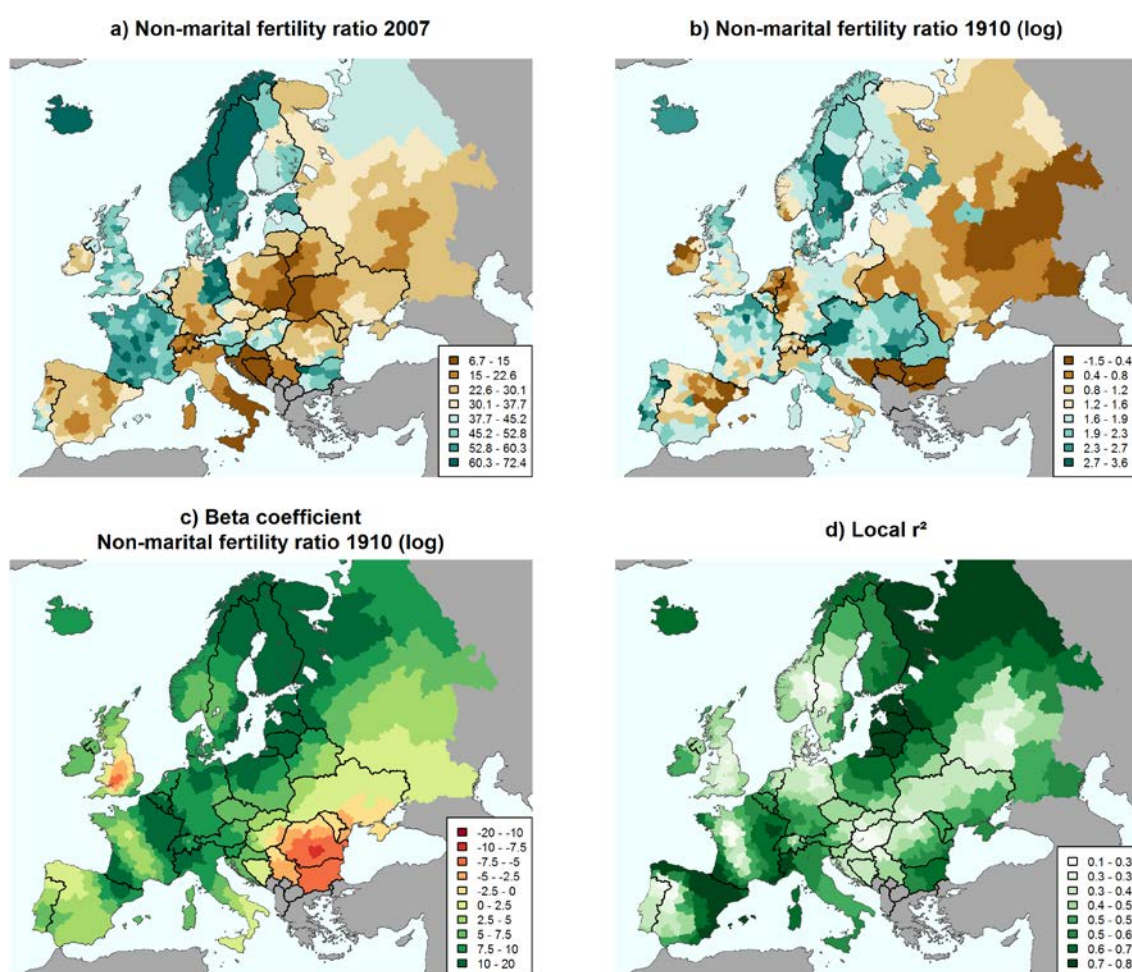 a) Non-marital fertility ratio 2007
b) Non-marital fertility ratio 1910 (log)
6.7 - 15
15 - 22.6
22.6 - 30.1
30.1 - 37.7
37.7 - 45.2
45.2 - 52.8
52.8 - 60.3
60.3 - 72.4
-1.5 - 0.4
0.4 - 0.8
0.8 - 1.2
1.2 - 1.6
1.6 - 1.9
1.9 - 2.3
2.3 - 2.7
2.7 - 3.6
c) Beta coefficient
Non-marital fertility ratio 1910 (log)
d) Local r²
-20 - -10
-10 - -7.5
-7.5 - -5
-5 - -2.5
-2.5 - 0
0 - 2.5
2.5 - 5
5 - 7.5
7.5 - 10
10 - 20
0.1 - 0.3
0.3 - 0.3
0.3 - 0.4
0.4 - 0.5
0.5 - 0.5
0.5 - 0.6
0.6 - 0.7
0.7 - 0.8